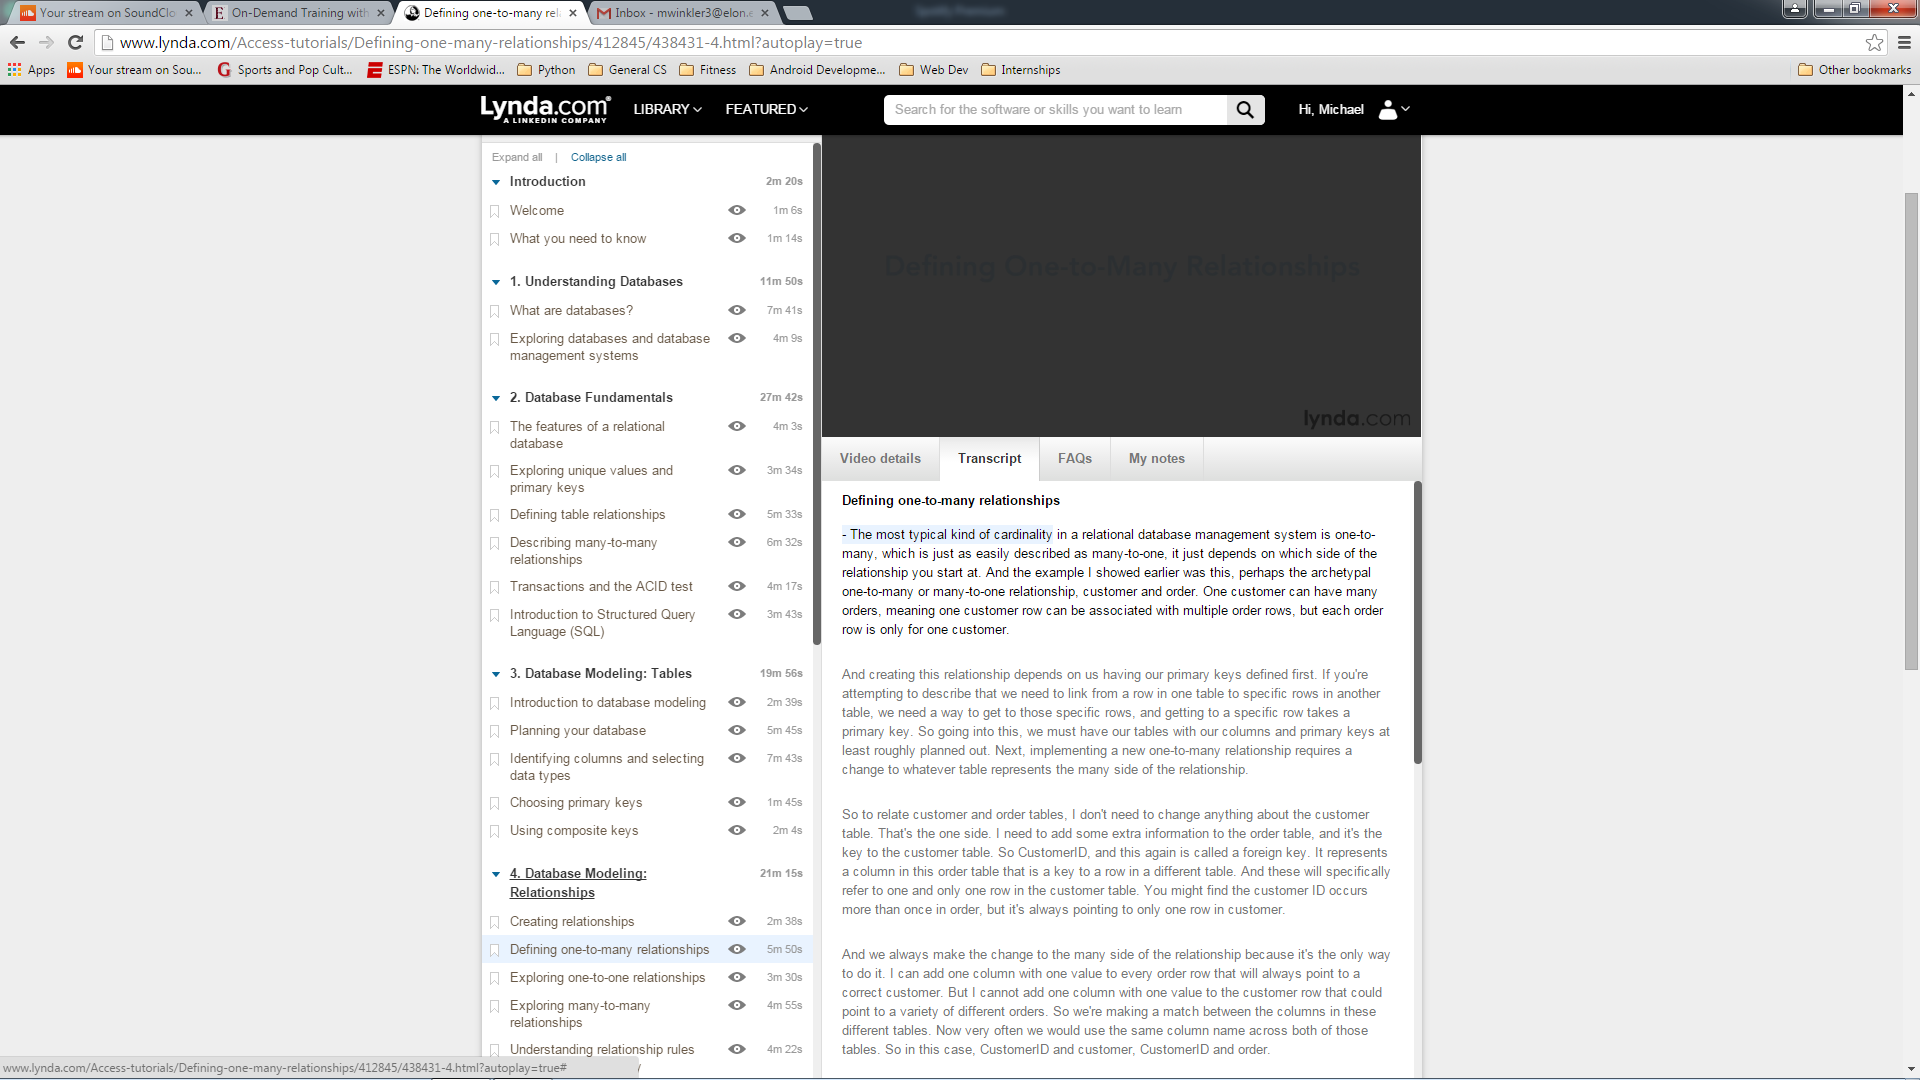 Your stream on SoundClo
On-Demand Training with
Defining one-to-many rel
Inbox - mwinkler3@elon.e
www.lynda.com/Access-tutorials/Defining-one-many-relationships/412845/438431-4.html?autoplay=true
Apps
Your stream on Sou...
Sports and Pop Cult...
ESPN: The Worldwid...
Python
General CS
Fitness
Android Developme...
Web Dev
Internships
Other bookmarks
Lynda.com®
A LINKEDIN COMPANY
LIBRARY
FEATURED
Search for the software or skills you want to learn
Hi, Michael
Expand all | Collapse all
Introduction 2m 20s
Welcome 1m 6s
What you need to know 1m 14s
1. Understanding Databases 11m 50s
What are databases? 7m 41s
Exploring databases and database 4m 9s
management systems
2. Database Fundamentals 27m 42s
The features of a relational 4m 3s
database
Exploring unique values and 3m 34s
primary keys
Defining table relationships 5m 33s
Describing many-to-many 6m 32s
relationships
Transactions and the ACID test 4m 17s
Introduction to Structured Query 3m 43s
Language (SQL)
3. Database Modeling: Tables 19m 56s
Introduction to database modeling 2m 39s
Planning your database 5m 45s
Identifying columns and selecting 7m 43s
data types
Choosing primary keys 1m 45s
Using composite keys 2m 4s
4. Database Modeling: 21m 15s
Relationships
Creating relationships 2m 38s
Defining one-to-many relationships 5m 50s
Exploring one-to-one relationships 3m 30s
Exploring many-to-many 4m 55s
relationships
Understanding relationship rules 4m 22s
Defining One-to-Many Relationships
lynda.com
Video details
Transcript
FAQs
My notes
Defining one-to-many relationships
- The most typical kind of cardinality in a relational database management system is one-to-
many, which is just as easily described as many-to-one, it just depends on which side of the
relationship you start at. And the example I showed earlier was this, perhaps the archetypal
one-to-many or many-to-one relationship, customer and order. One customer can have many
orders, meaning one customer row can be associated with multiple order rows, but each order
row is only for one customer.
And creating this relationship depends on us having our primary keys defined first. If you're
attempting to describe that we need to link from a row in one table to specific rows in another
table, we need a way to get to those specific rows, and getting to a specific row takes a
primary key. So going into this, we must have our tables with our columns and primary keys at
least roughly planned out. Next, implementing a new one-to-many relationship requires a
change to whatever table represents the many side of the relationship.
So to relate customer and order tables, I don't need to change anything about the customer
table. That's the one side. I need to add some extra information to the order table, and it's the
key to the customer table. So CustomerID, and this again is called a foreign key. It represents
a column in this order table that is a key to a row in a different table. And these will specifically
refer to one and only one row in the customer table. You might find the customer ID occurs
more than once in order, but it's always pointing to only one row in customer.
And we always make the change to the many side of the relationship because it's the only way
to do it. I can add one column with one value to every order row that will always point to a
correct customer. But I cannot add one column with one value to the customer row that could
point to a variety of different orders. So we're making a match between the columns in these
different tables. Now very often we would use the same column name across both of those
tables. So in this case, CustomerID and customer, CustomerID and order.
www.lynda.com/Access-tutorials/Defining-one-many-relationships/412845/438431-4.html?autoplay=true#